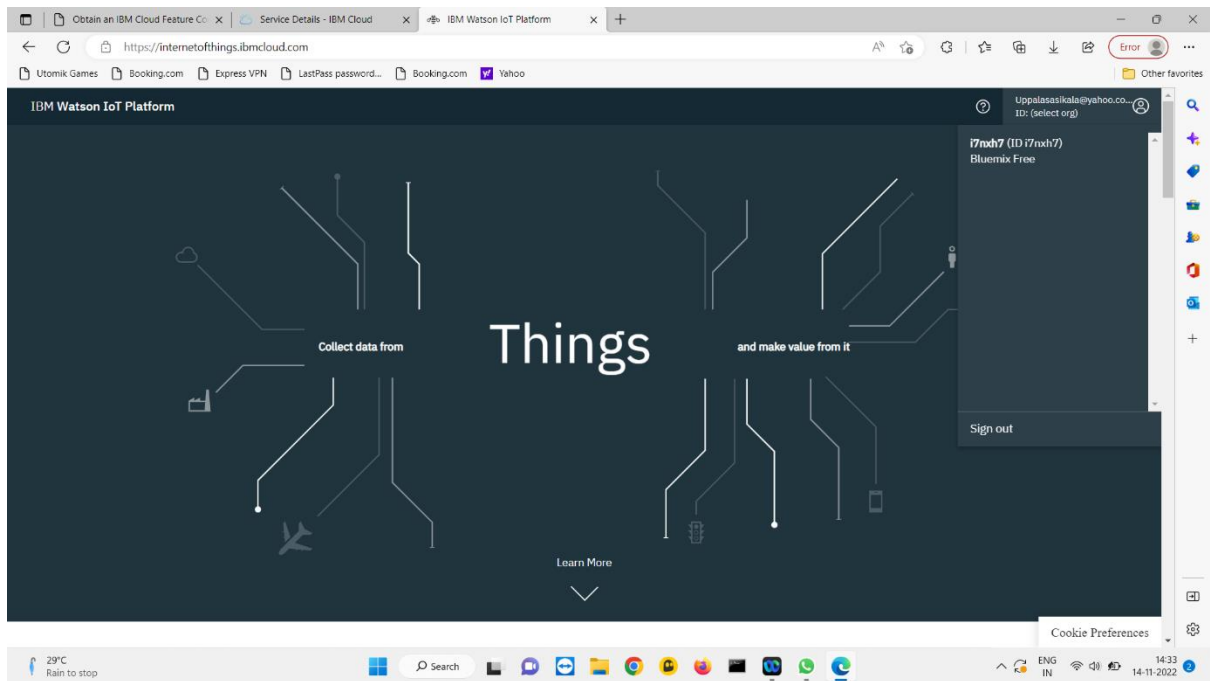 Obtain an IBM Cloud Feature Co
Service Details - IBM Cloud
IBM Watson IoT Platform
https://internetofthings.ibmcloud.com
Error
Utomik Games
Booking.com
Express VPN
LastPass password...
Booking.com
Yahoo
Other favorites
IBM Watson IoT Platform
Uppalasasikala@yahoo.co...
ID: (select org)
i7nxh7 (ID i7nxh7)
Bluemix Free
Collect data from
Things
and make value from it
Sign out
Learn More
Cookie Preferences
29°C
Rain to stop
Search
ENG
IN
14:33
14-11-2022
2